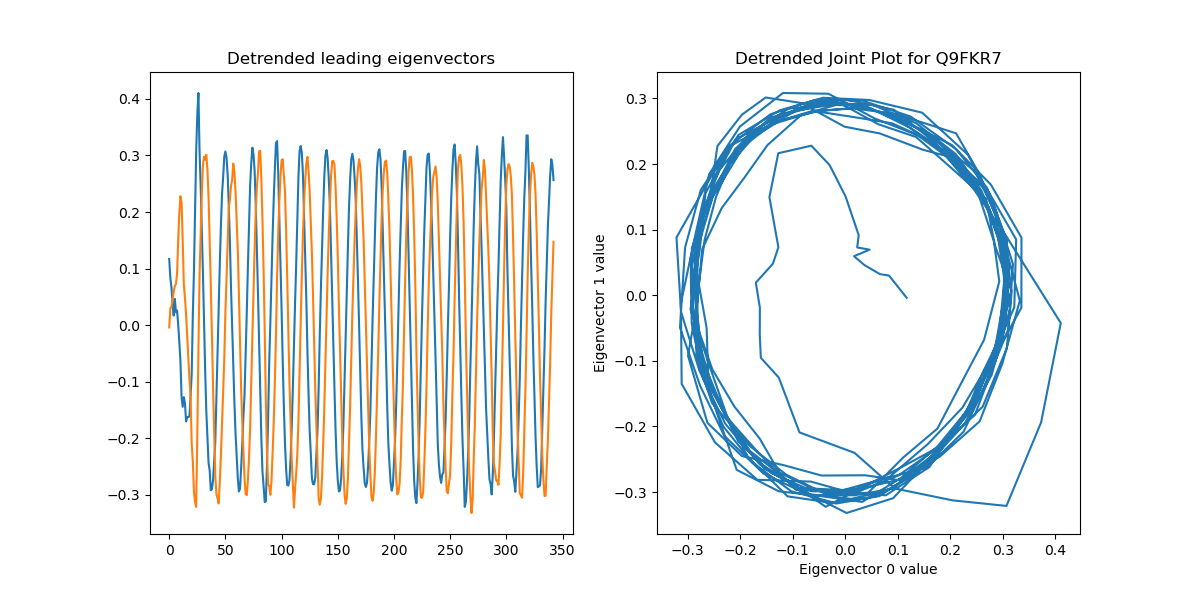 Detrended leading eigenvectors
0.4
0.3
0.2
0.1
0.0
−0.1
−0.2
−0.3
0 50 100 150 200 250 300 350
Detrended Joint Plot for Q9FKR7
Eigenvector 1 value
0.3
0.2
0.1
0.0
−0.1
−0.2
−0.3
−0.3 −0.2 −0.1 0.0 0.1 0.2 0.3 0.4
Eigenvector 0 value